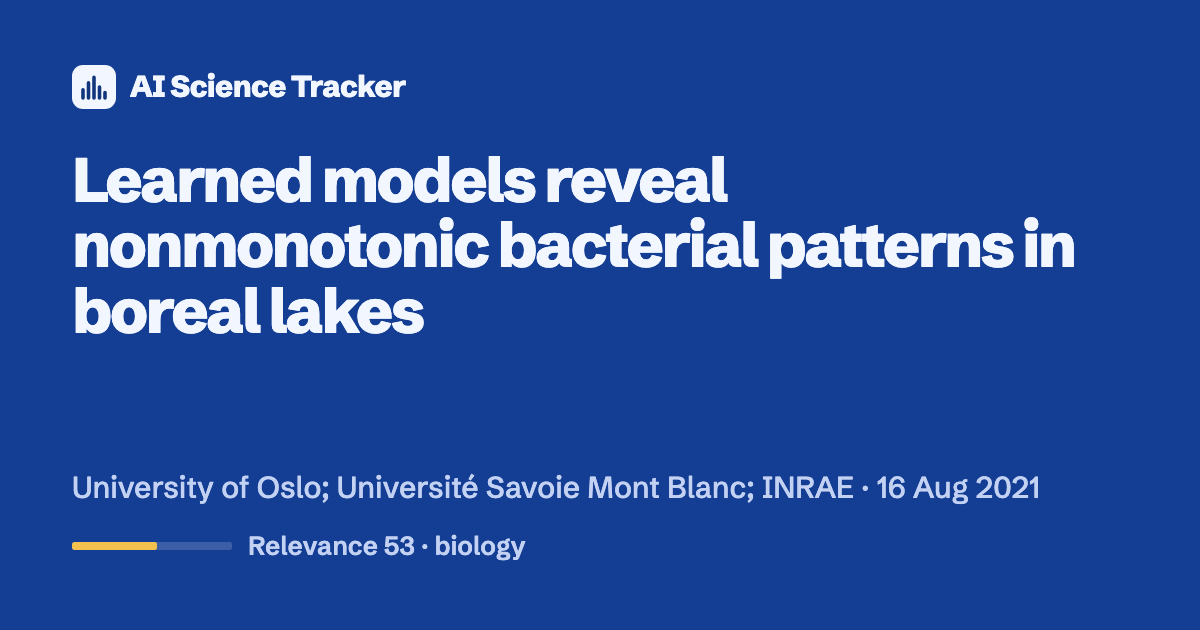 AI Science Tracker
Learned models reveal
nonmonotonic bacterial patterns in
boreal lakes
University of Oslo; Université Savoie Mont Blanc; INRAE · 16 Aug 2021
Relevance 53 · biology